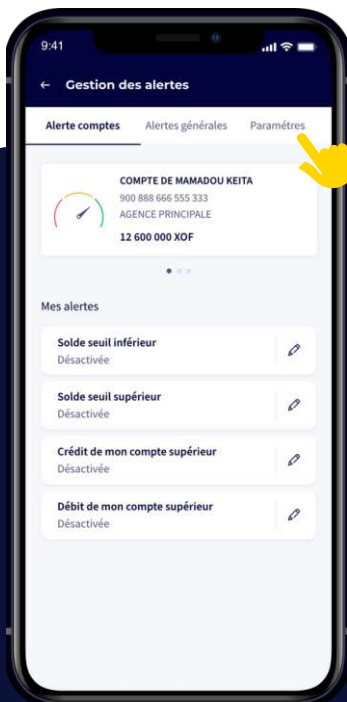 9:41
← Gestion des alertes
Alerte comptes Alertes générales Paramétres
COMPTE DE MAMADOU KEITA
900 888 666 555 333
AGENCE PRINCIPALE
12 600 000 XOF
Mes alertes
Solde seuil inférieur
Désactivée
Solde seuil supérieur
Désactivée
Crédit de mon compte supérieur
Désactivée
Débit de mon compte supérieur
Désactivée